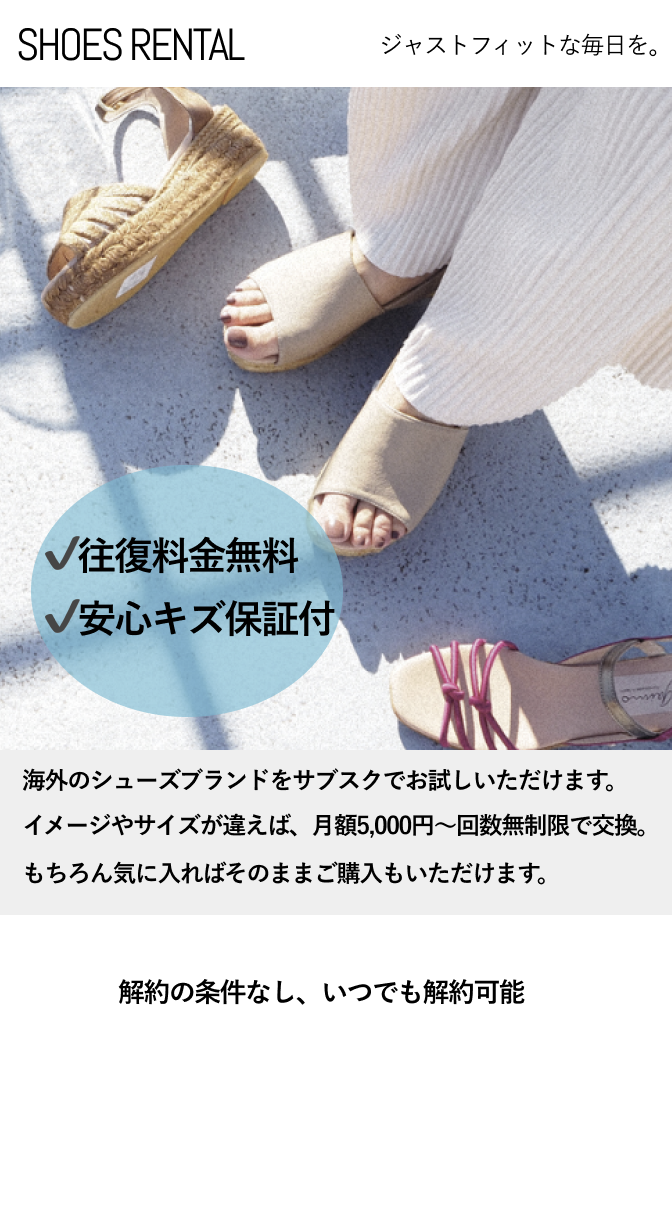 SHOES RENTAL
ジャストフィットな毎日を。
往復料金無料
安心キズ保証付
海外のシューズブランドをサブスクでお試しいただけます。
イメージやサイズが違えば、月額5,000円〜回数無制限で交換。
もちろん気に入ればそのままご購入もいただけます。
解約の条件なし、いつでも解約可能